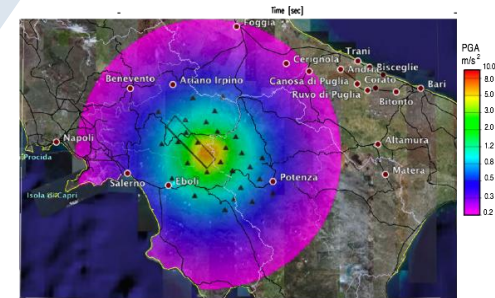 Time [sec]
Foggia
Trani
Cerignola
Andria
Bisceglie
Corato
Benevento
Ariano Irpino
Canosa di Puglia
Bari
Ruvo di Puglia
Bitonto
Napoli
Altamura
Procida
Salerno
Eboli
Potenza
Matera
Isola di Capri
PGA
m/s²
10.0
8.0
5.0
3.0
2.0
1.2
0.8
0.5
0.3
0.2